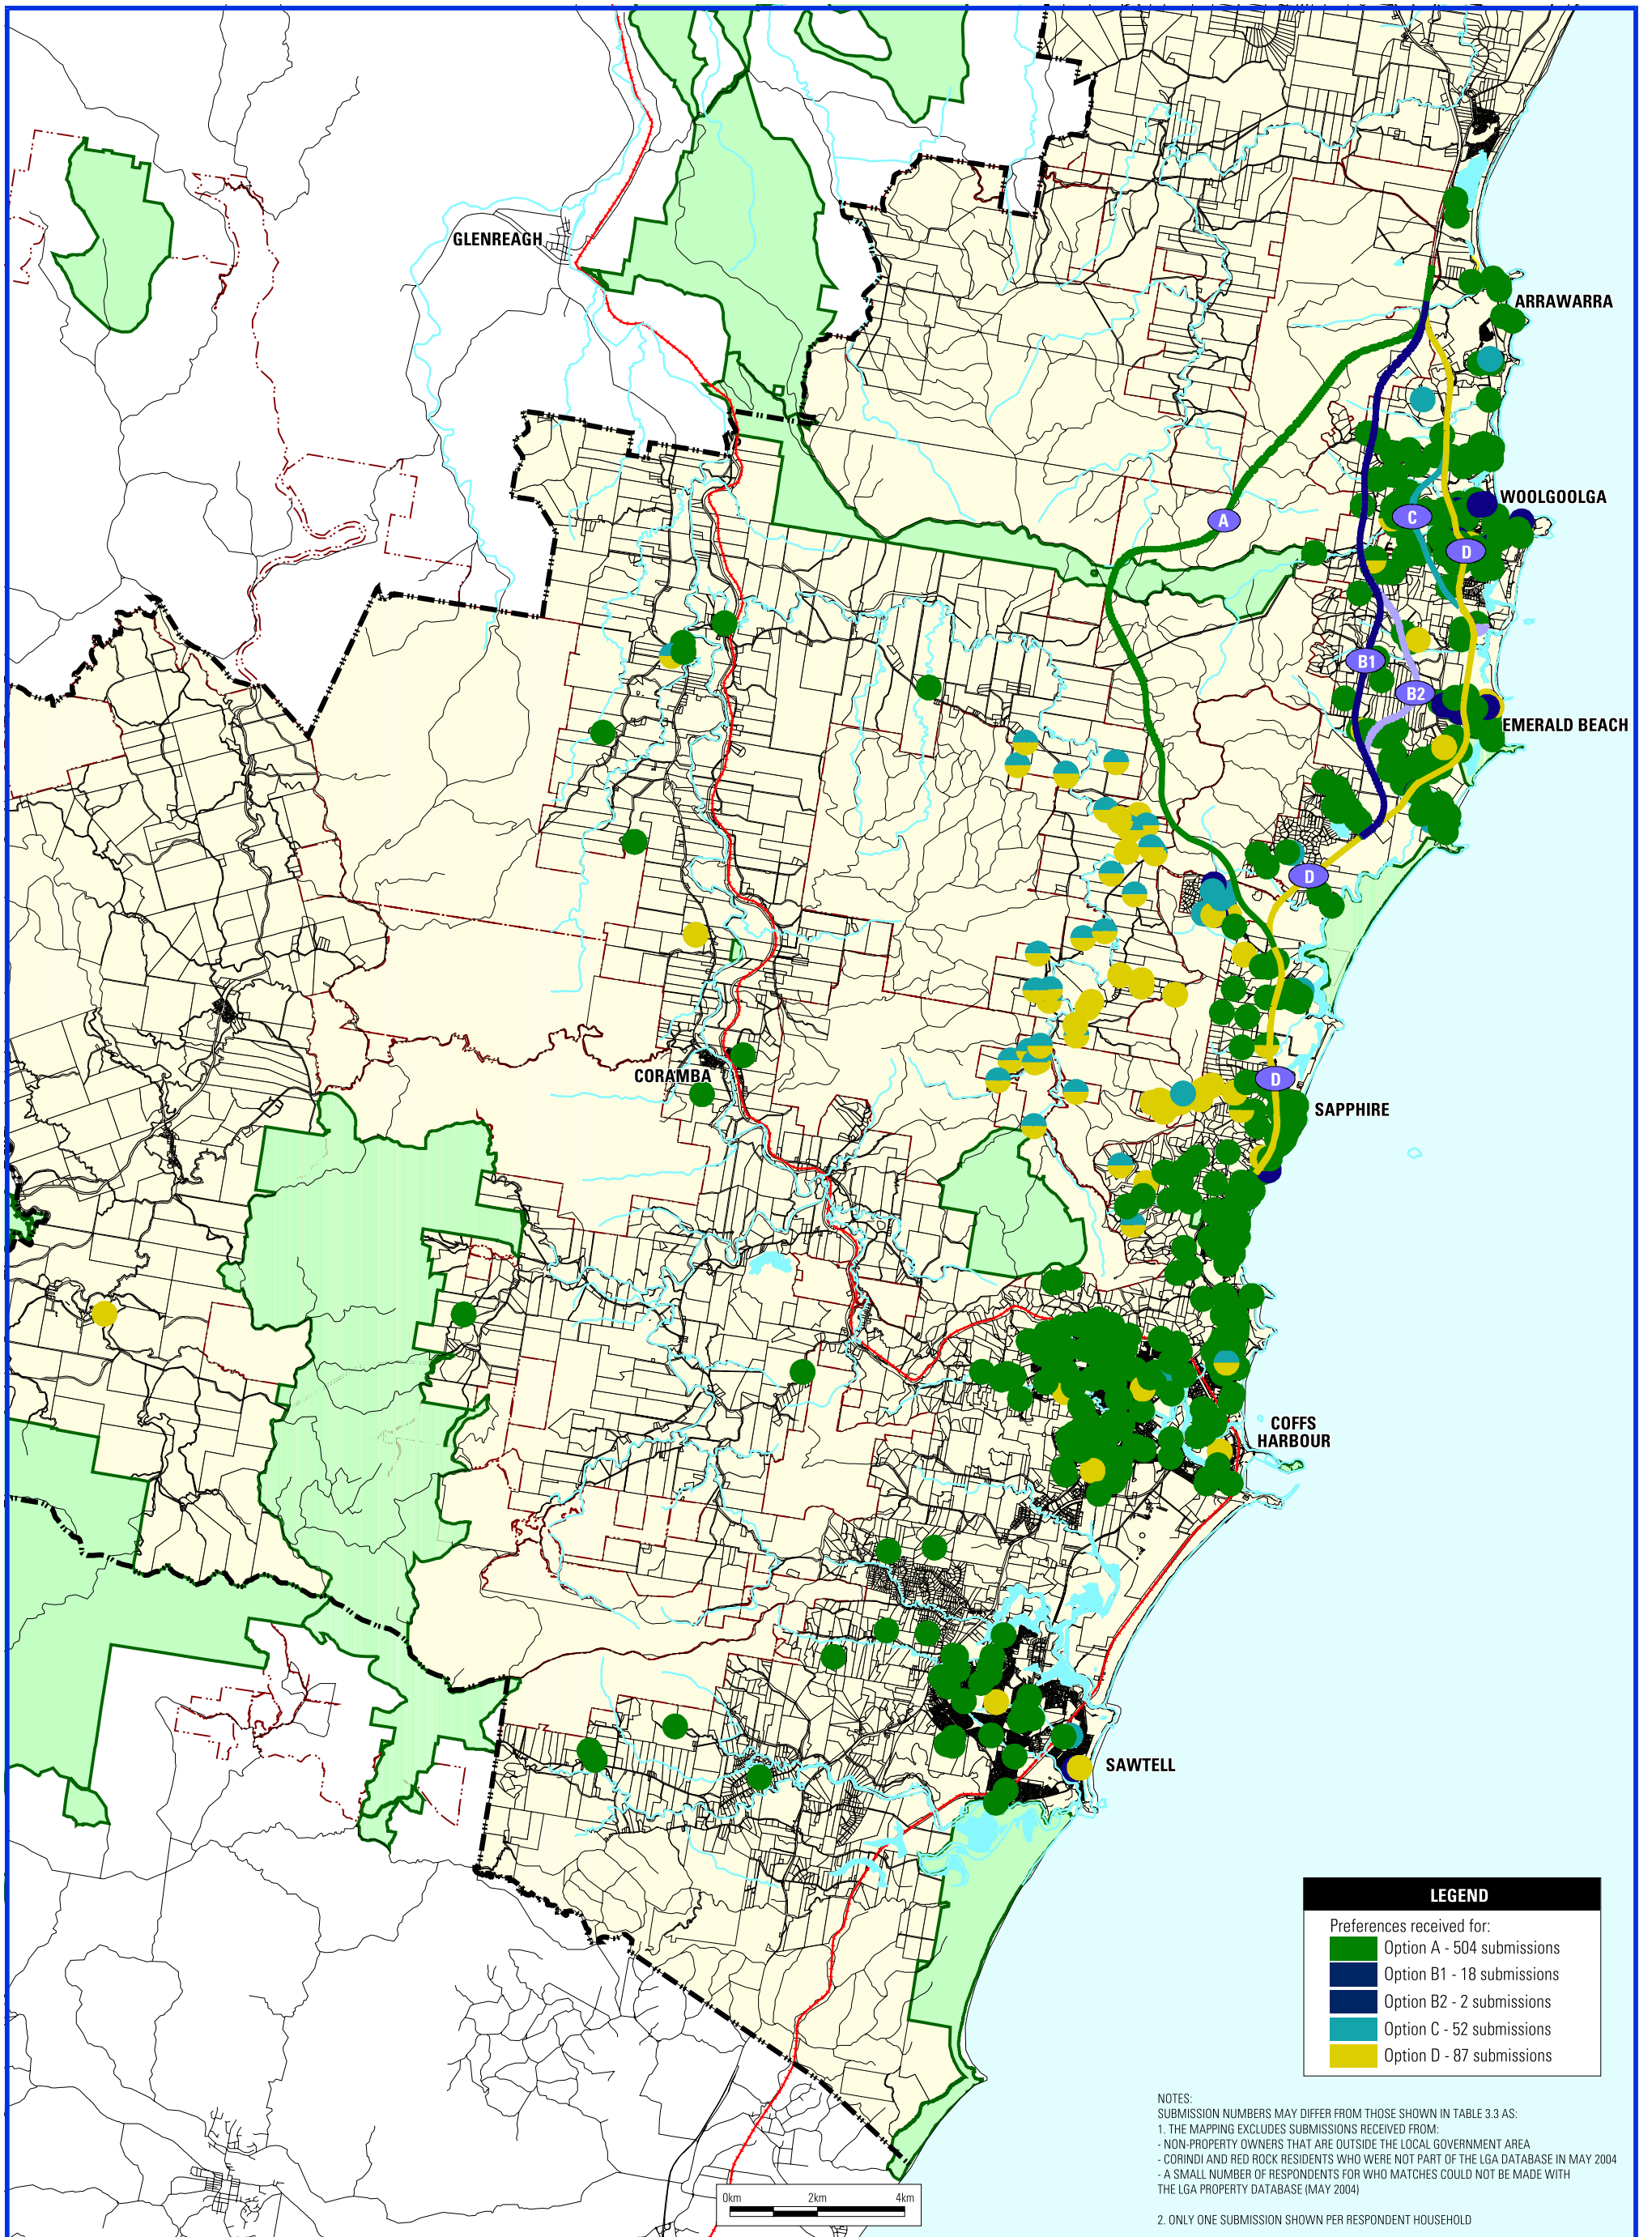 GLENREAGH
ARRAWARRA
WOOLGOOLGA
A
C
D
B1
B2
EMERALD BEACH
D
CORAMBA
D
SAPPHIRE
COFFS
HARBOUR
SAWTELL
LEGEND
Preferences received for:
Option A - 504 submissions
Option B1 - 18 submissions
Option B2 - 2 submissions
Option C - 52 submissions
Option D - 87 submissions
NOTES:
SUBMISSION NUMBERS MAY DIFFER FROM THOSE SHOWN IN TABLE 3.3 AS:
1. THE MAPPING EXCLUDES SUBMISSIONS RECEIVED FROM:
- NON-PROPERTY OWNERS THAT ARE OUTSIDE THE LOCAL GOVERNMENT AREA
- CORINDI AND RED ROCK RESIDENTS WHO WERE NOT PART OF THE LGA DATABASE IN MAY 2004
- A SMALL NUMBER OF RESPONDENTS FOR WHO MATCHES COULD NOT BE MADE WITH
THE LGA PROPERTY DATABASE (MAY 2004)
2. ONLY ONE SUBMISSION SHOWN PER RESPONDENT HOUSEHOLD
0km 2km 4km